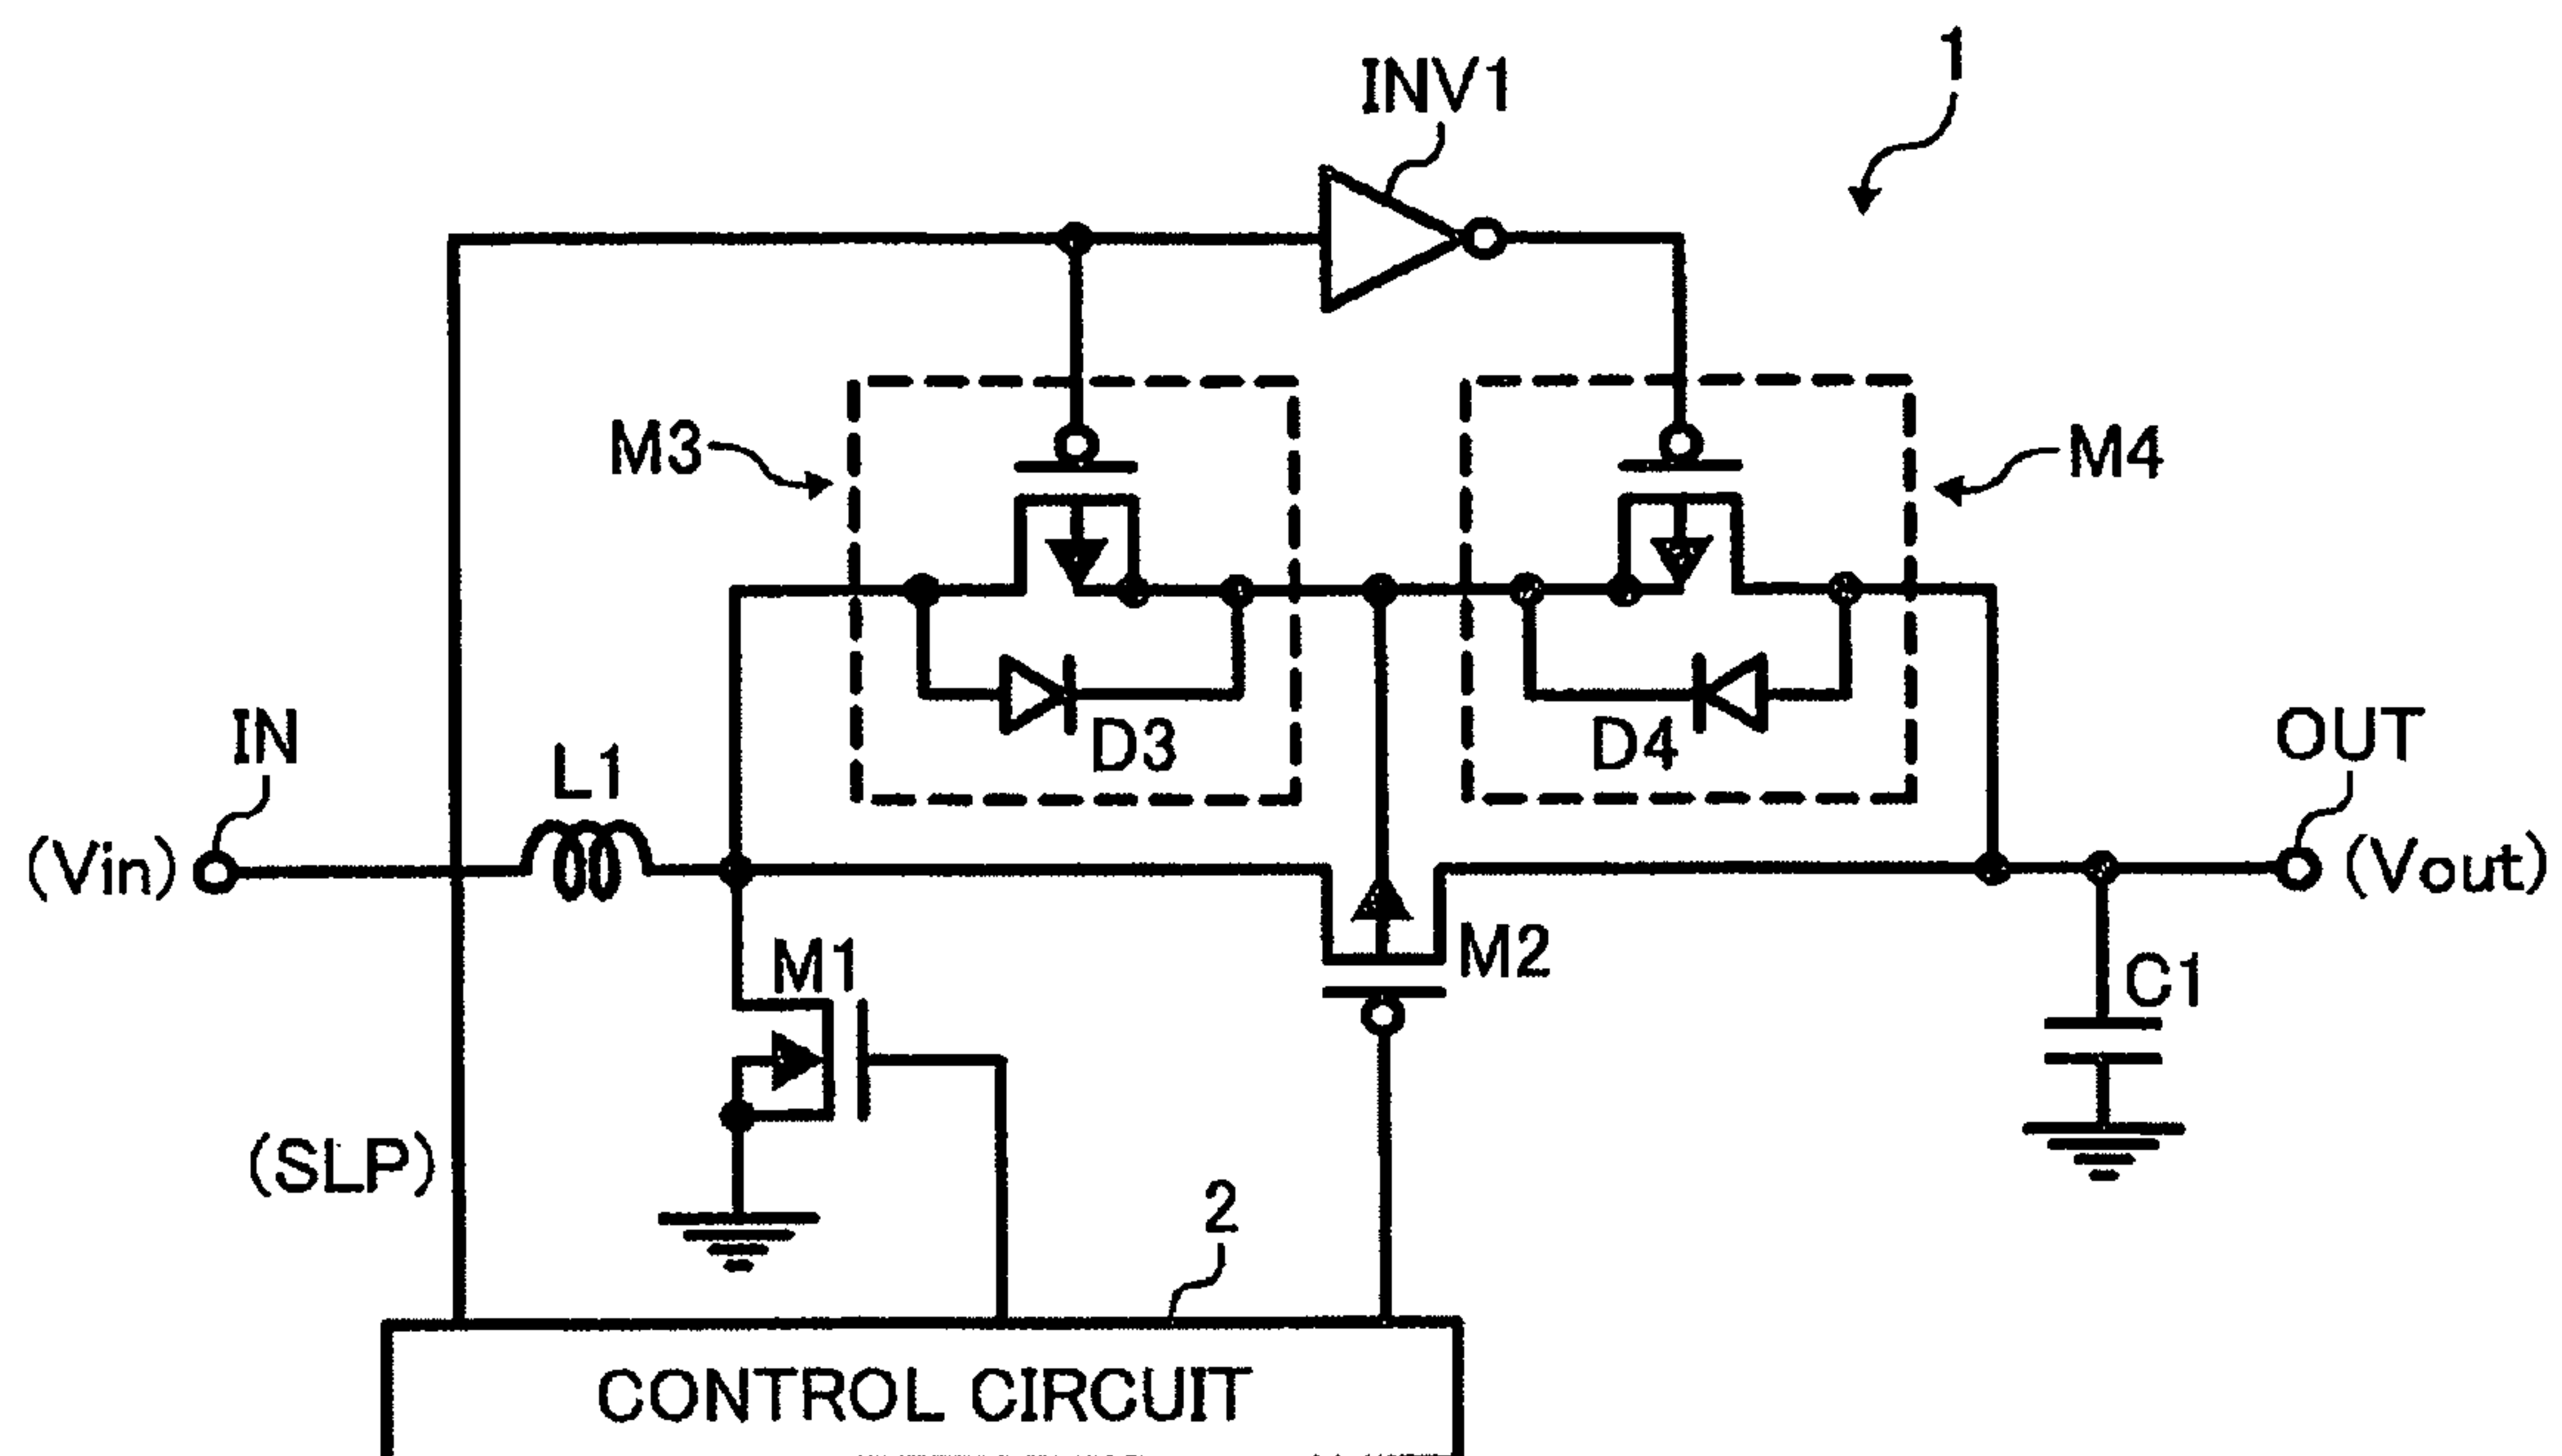 1
INV1
M3
M4
D3
D4
IN
L1
OUT
(Vin)
(Vout)
M1
M2
C1
(SLP)
2
CONTROL CIRCUIT